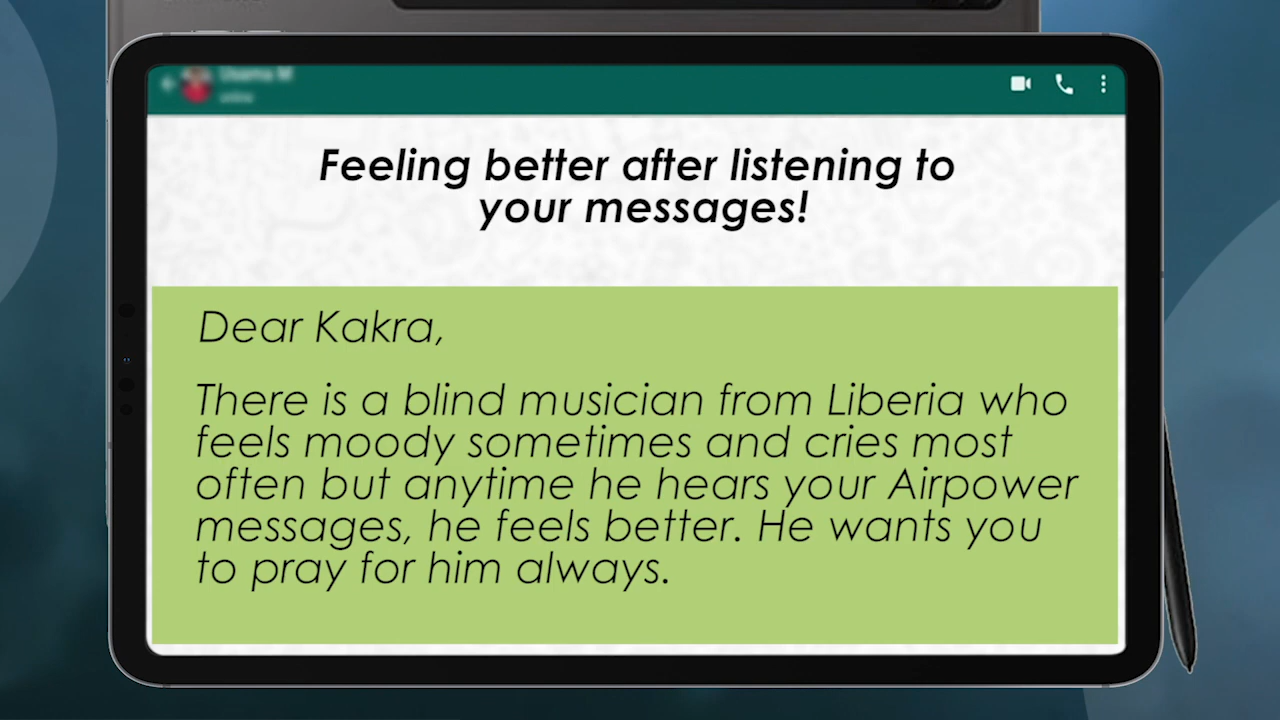 Feeling better after listening to
your messages!
Dear Kakra,
There is a blind musician from Liberia who
feels moody sometimes and cries most
often but anytime he hears your Airpower
messages, he feels better. He wants you
to pray for him always.